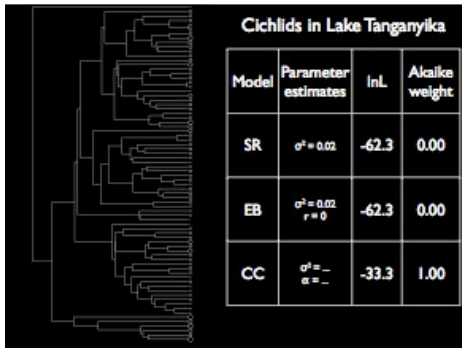 Cichlids in Lake Tanganyika
Model Parameter estimates lnL Akaike weight
SR σ² = 0.02 -62.3 0.00
EB σ² = 0.02 r = 0 -62.3 0.00
CC σ² = ... α = ... -33.3 1.00